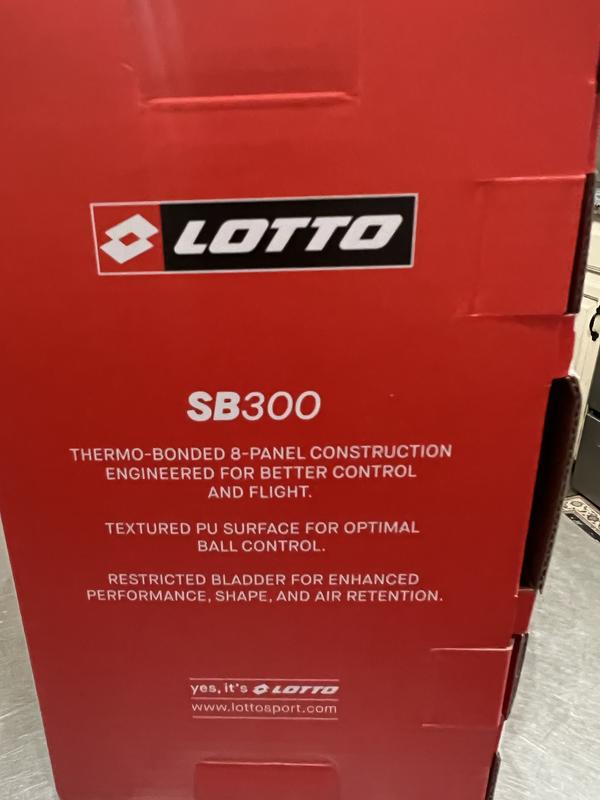 LOTTO
SB300
THERMO-BONDED 8-PANEL CONSTRUCTION
ENGINEERED FOR BETTER CONTROL
AND FLIGHT.
TEXTURED PU SURFACE FOR OPTIMAL
BALL CONTROL.
RESTRICTED BLADDER FOR ENHANCED
PERFORMANCE, SHAPE, AND AIR RETENTION.
yes, it's LOTTO
www.lottosport.com